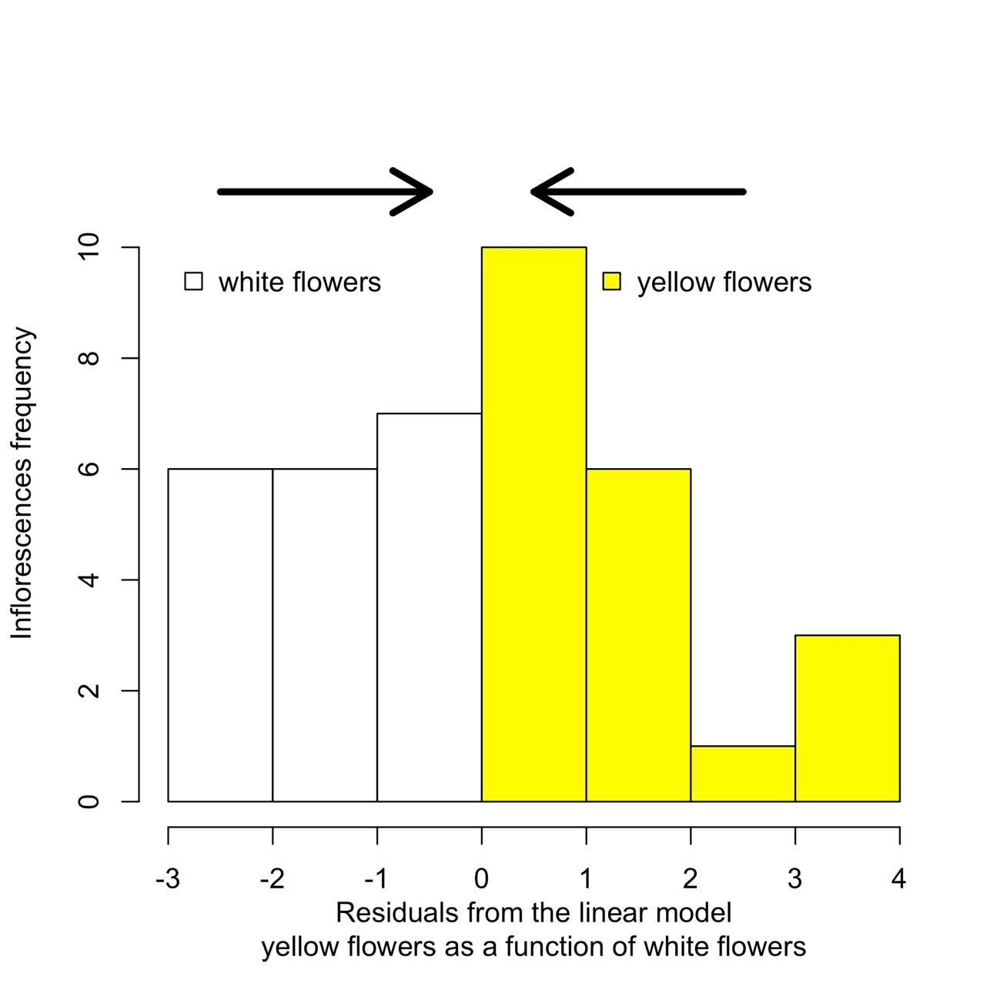 10
white flowers
yellow flowers
8
6
4
2
0
Inflorescences frequency
-3 -2 -1 0 1 2 3 4
Residuals from the linear model
yellow flowers as a function of white flowers